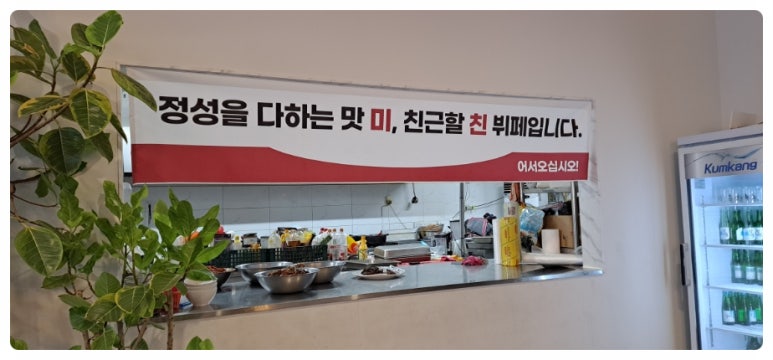 정성을 다하는 맛 미, 친근할 친 뷔페입니다.
어서오십시오!
Kumkang